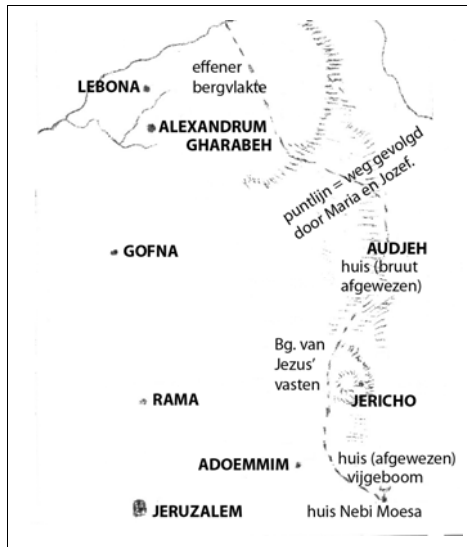 effener
bergvlakte
LEBONA
ALEXANDRUM
GHARABEH
puntlijn = weg gevolgd
door Maria en Jozef.
GOFNA
AUDJEH
huis (bruut
afgewezen)
Bg. van
Jezus’
vasten
JERICHO
RAMA
ADOEMMIM
huis (afgewezen)
vijgeboom
JERUZALEM
huis Nebi Moesa